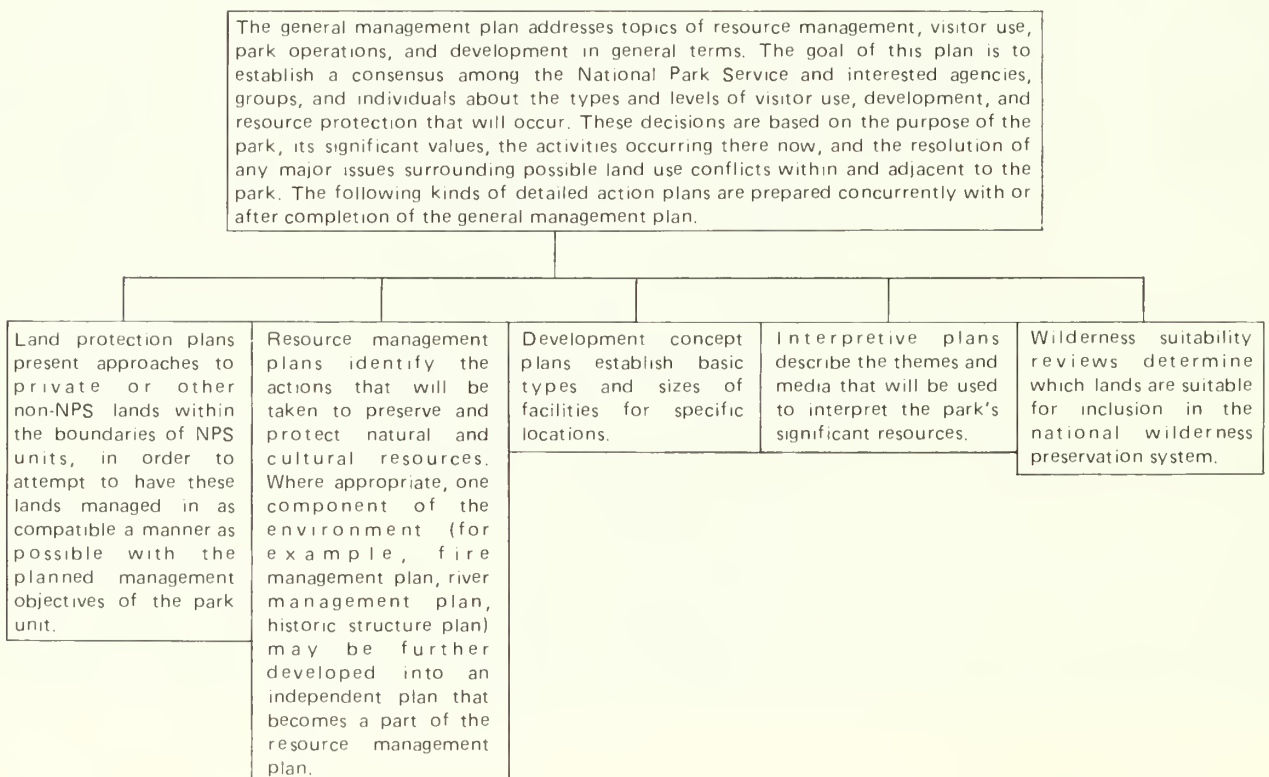 The general management plan addresses topics of resource management, visitor use,
park operations, and development in general terms. The goal of this plan is to
establish a consensus among the National Park Service and interested agencies,
groups, and individuals about the types and levels of visitor use, development, and
resource protection that will occur. These decisions are based on the purpose of the
park, its significant values, the activities occurring there now, and the resolution of
any major issues surrounding possible land use conflicts within and adjacent to the
park. The following kinds of detailed action plans are prepared concurrently with or
after completion of the general management plan.
Land protection plans
present approaches to
private or other
non-NPS lands within
the boundaries of NPS
units, in order to
attempt to have these
lands managed in as
compatible a manner as
possible with the
planned management
objectives of the park
unit.
Resource management
plans identify the
actions that will be
taken to preserve and
protect natural and
cultural resources.
Where appropriate, one
component of the
environment (for
example, fire
management plan, river
management plan,
historic structure plan)
may be further
developed into an
independent plan that
becomes a part of the
resource management
plan.
Development concept
plans establish basic
types and sizes of
facilities for specific
locations.
Interpretive plans
describe the themes and
media that will be used
to interpret the park's
significant resources.
Wilderness suitability
reviews determine
which lands are suitable
for inclusion in the
national wilderness
preservation system.